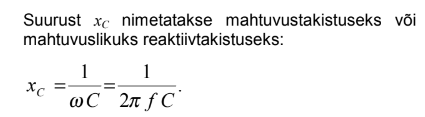 Suurust x_C nimetatakse mahtuvustakistuseks või
mahtuvuslikuks reaktiivtakistuseks:
x_C = 1/(ωC) = 1/(2π f C).